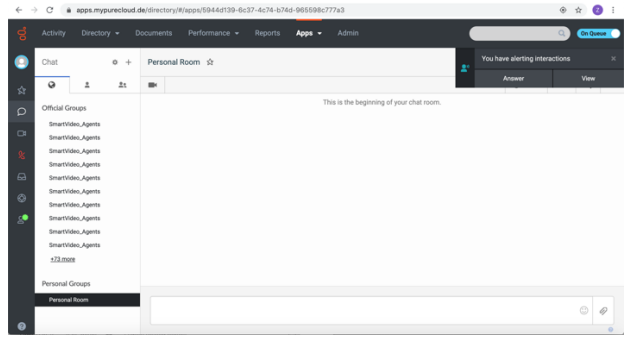 apps.mypurecloud.de/directory/#/apps/5944d139-6c37-4c74-b74d-965598c777a3
Z
Activity Directory Documents Performance Reports Apps Admin On Queue
Chat + Personal Room
You have alerting interactions ×
Answer View
This is the beginning of your chat room.
Official Groups
SmartVideo_Agents
SmartVideo_Agents
SmartVideo_Agents
SmartVideo_Agents
SmartVideo_Agents
SmartVideo_Agents
SmartVideo_Agents
SmartVideo_Agents
SmartVideo_Agents
SmartVideo_Agents
+73 more
Personal Groups
Personal Room